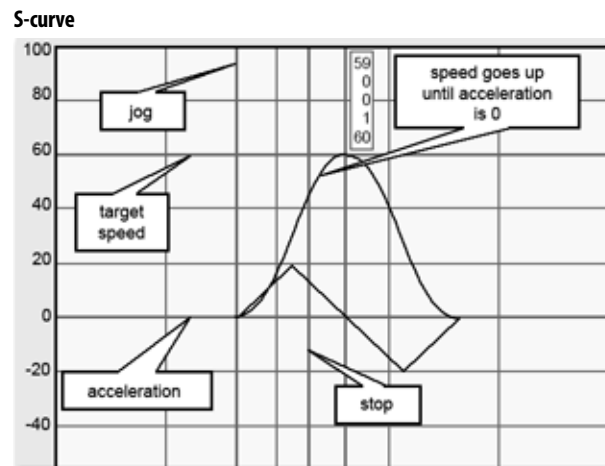 S-curve
100
80
60
40
20
0
-20
-40
jog
target
speed
acceleration
59
0
0
1
60
speed goes up
until acceleration
is 0
stop